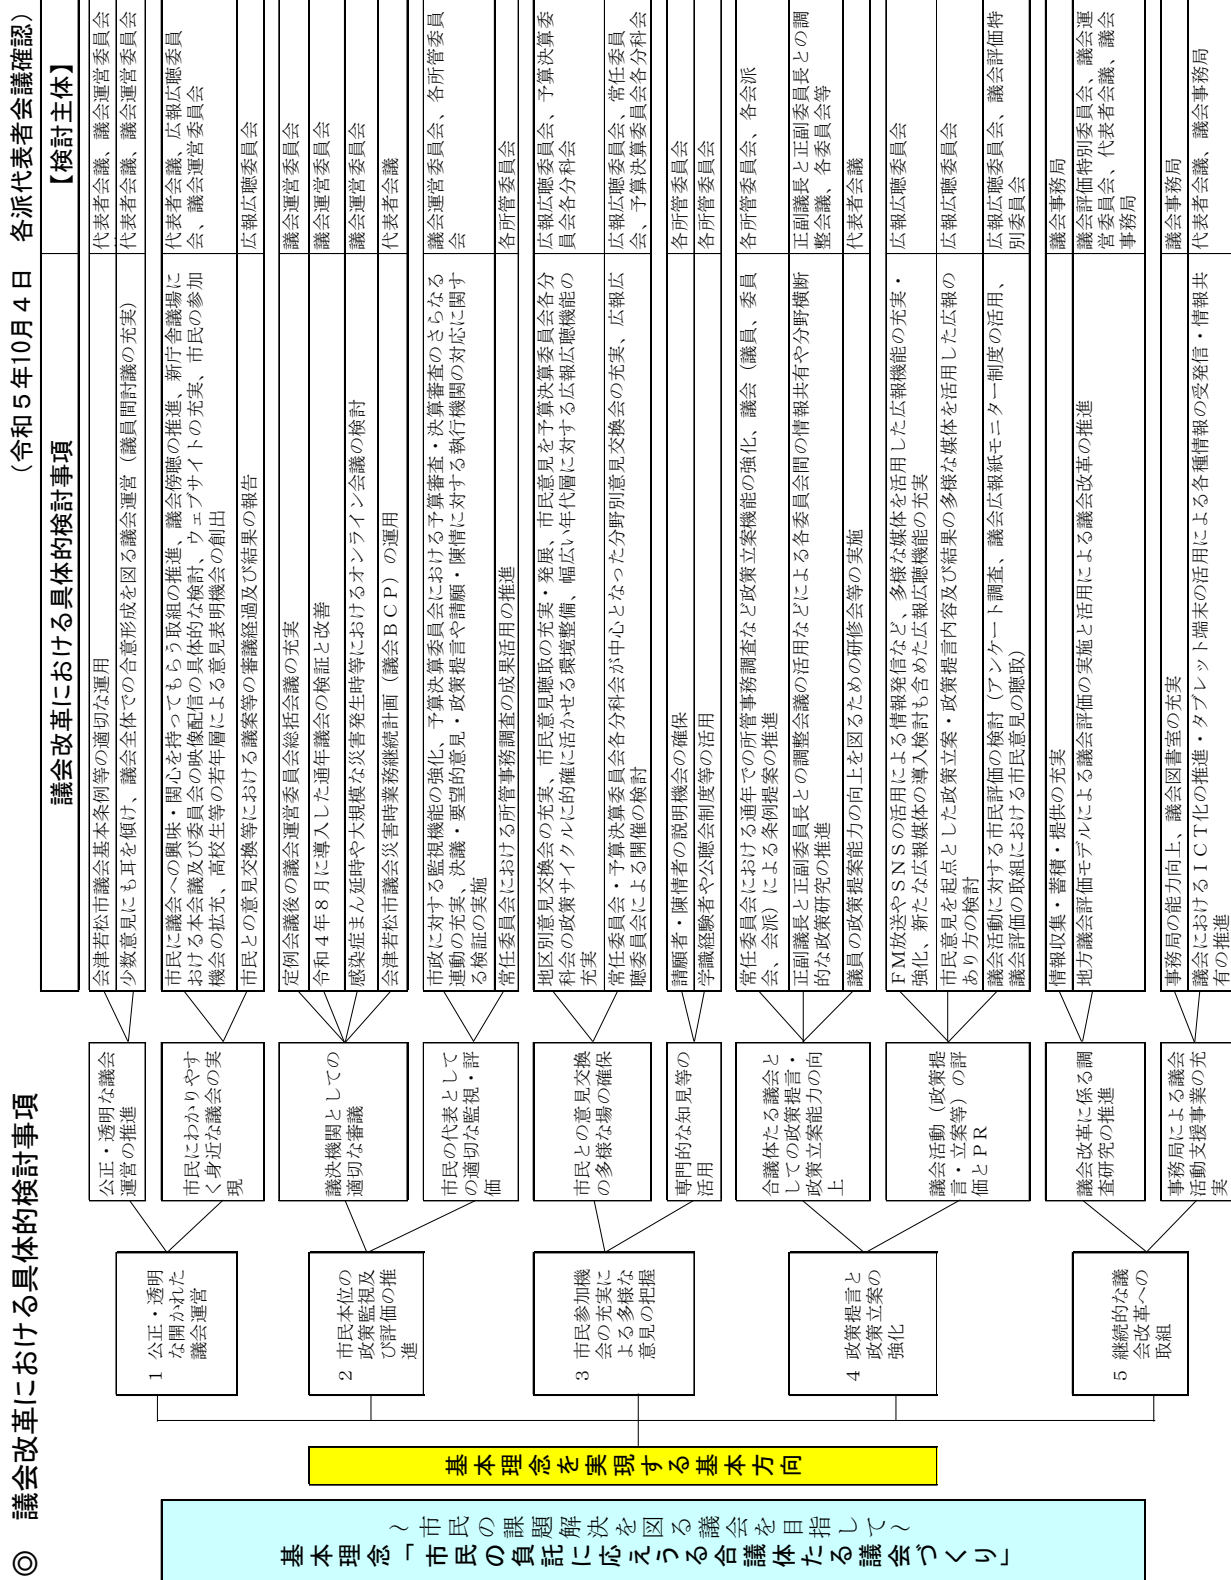 ◎　議会改革における具体的検討事項
（令和５年10月４日　各派代表者会議確認）
基本理念「市民の負託に応えうる合議体たる議会づくり」
～市民の課題解決を図る議会を目指して～
基本理念を実現する基本方向
1　公正・透明
な開かれた
議会運営
2　市民本位の
政策監視及
び評価の推
進
3　市民参加機
会の充実に
よる多様な
意見の把握
4　政策提言と
政策立案の
強化
5　継続的な議
会改革への
取組
公正・透明な議会
運営の推進
市民にわかりやす
く身近な議会の実
現
議決機関としての
適切な審議
市民の代表として
の適切な監視・評
価
市民との意見交換
の多様な場の確保
専門的な知見等の
活用
合議体たる議会と
しての政策提言・
政策立案能力の向
上
議会活動（政策提
言・立案等）の評
価とＰＲ
議会改革に係る調
査研究の推進
事務局による議会
活動支援事業の充
実
議会改革における具体的検討事項
【検討主体】
会津若松市議会基本条例等の適切な運用
代表者会議、議会運営委員会
少数意見にも耳を傾け、議会全体での合意形成を図る議会運営（議員間討議の充実）
代表者会議、議会運営委員会
市民に議会への興味・関心を持ってもらう取組の推進、議会傍聴の推進、新庁舎議場に
おける本会議及び委員会の映像配信の具体的な検討、ウェブサイトの充実、市民の参加
機会の拡充、高校生等の若年層による意見表明機会の創出
代表者会議、広報広聴委員
会、議会運営委員会
市民との意見交換等における議案等の審議経過及び結果の報告
広報広聴委員会
定例会議後の議会運営委員会総括会議の充実
議会運営委員会
令和４年８月に導入した通年議会の検証と改善
議会運営委員会
感染症まん延時や大規模な災害発生時等におけるオンライン会議の検討
議会運営委員会
会津若松市議会災害時業務継続計画（議会ＢＣＰ）の運用
代表者会議
市政に対する監視機能の強化、予算決算委員会における予算審査・決算審査のさらなる
連動の充実、決議・要望的意見・政策提言や請願・陳情に対する執行機関の対応に関す
る検証の実施
議会運営委員会、各所管委員
会
常任委員会における所管事務調査の成果活用の推進
各所管委員会
地区別意見交換会の充実、市民意見聴取の充実・発展、市民意見を予算決算委員会各分
科会の政策サイクルに的確に活かせる環境整備、幅広い年代層に対する広報広聴機能の
充実
広報広聴委員会、予算決算委
員会各分科会
常任委員会・予算決算委員会各分科会が中心となった分野別意見交換会の充実、広報広
聴委員会による開催の検討
広報広聴委員会、常任委員
会、予算決算委員会各分科会
請願者・陳情者の説明機会の確保
各所管委員会
学識経験者や公聴会制度等の活用
各所管委員会
常任委員会における通年での所管事務調査など政策立案機能の強化、議会（議員、委員
会、会派）による条例提案の推進
各所管委員会、各会派
正副議長と正副委員長との調整会議の活用などによる各委員会間の情報共有や分野横断
的な政策研究の推進
正副議長と正副委員長との調
整会議、各委員会等
議員の政策提案能力の向上を図るための研修会等の実施
代表者会議
ＦＭ放送やＳＮＳの活用による情報発信など、多様な媒体を活用した広報機能の充実・
強化、新たな広報媒体の導入検討も含めた広報広聴機能の充実
広報広聴委員会
市民意見を起点とした政策立案・政策提言内容及び結果の多様な媒体を活用した広報の
あり方の検討
広報広聴委員会
議会活動に対する市民評価の検討（アンケート調査、議会広報紙モニター制度の活用、
議会評価の取組における市民意見の聴取）
広報広聴委員会、議会評価特
別委員会
情報収集・蓄積・提供の充実
議会事務局
地方議会評価モデルによる議会評価の実施と活用による議会改革の推進
議会評価特別委員会、議会運
営委員会、代表者会議、議会
事務局
事務局の能力向上、議会図書室の充実
議会事務局
議会におけるＩＣＴ化の推進・タブレット端末の活用による各種情報の受発信・情報共
有の推進
代表者会議、議会事務局